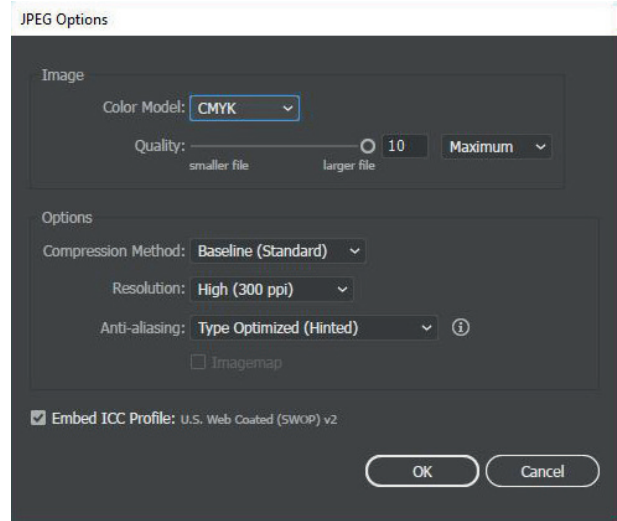 JPEG Options
Image
Color Model: CMYK
Quality: 10 Maximum
smaller file larger file
Options
Compression Method: Baseline (Standard)
Resolution: High (300 ppi)
Anti-aliasing: Type Optimized (Hinted)
Imagemap
Embed ICC Profile: U.S. Web Coated (SWOP) v2
OK Cancel